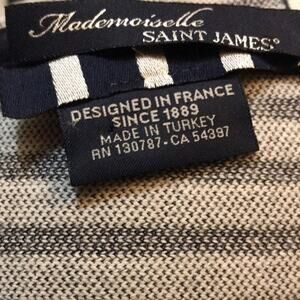 Mademoiselle
SAINT JAMES®
DESIGNED IN FRANCE
SINCE 1889
MADE IN TURKEY
RN 130787- CA 54397